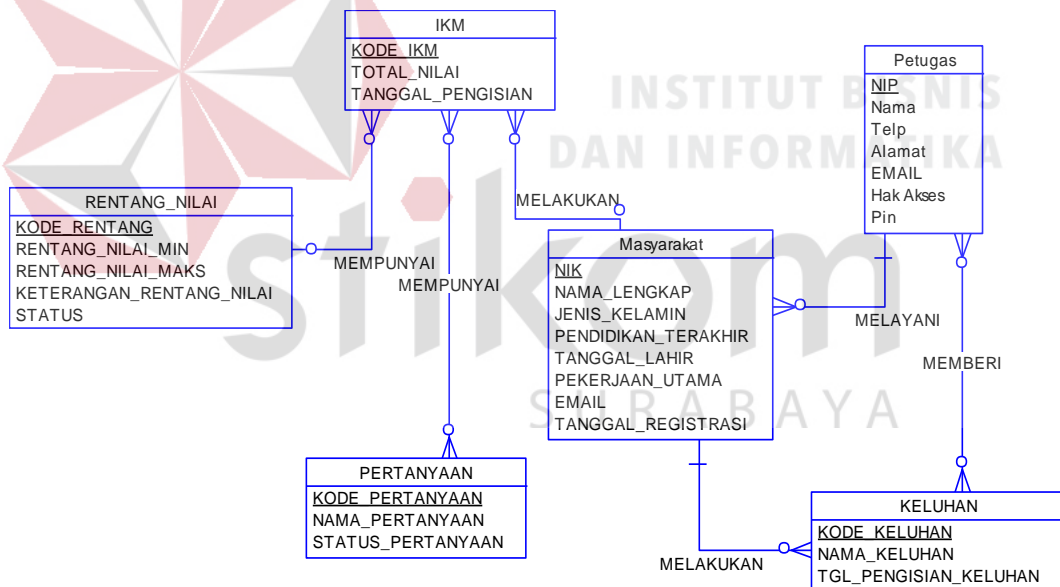 IKM
KODE_IKM
TOTAL_NILAI
TANGGAL_PENGISIAN
Petugas
NIP
Nama
Telp
Alamat
EMAIL
Hak Akses
Pin
INSTITUT BISNIS
DAN INFORMATIKA
stikom
SURABAYA
RENTANG_NILAI
KODE_RENTANG
RENTANG_NILAI_MIN
RENTANG_NILAI_MAKS
KETERANGAN_RENTANG_NILAI
STATUS
MEMPUNYAI
MEMPUNYAI
MELAKUKAN
Masyarakat
NIK
NAMA_LENGKAP
JENIS_KELAMIN
PENDIDIKAN_TERAKHIR
TANGGAL_LAHIR
PEKERJAAN_UTAMA
EMAIL
TANGGAL_REGISTRASI
MELAYANI
MEMBERI
PERTANYAAN
KODE_PERTANYAAN
NAMA_PERTANYAAN
STATUS_PERTANYAAN
MELAKUKAN
KELUHAN
KODE_KELUHAN
NAMA_KELUHAN
TGL_PENGISIAN_KELUHAN